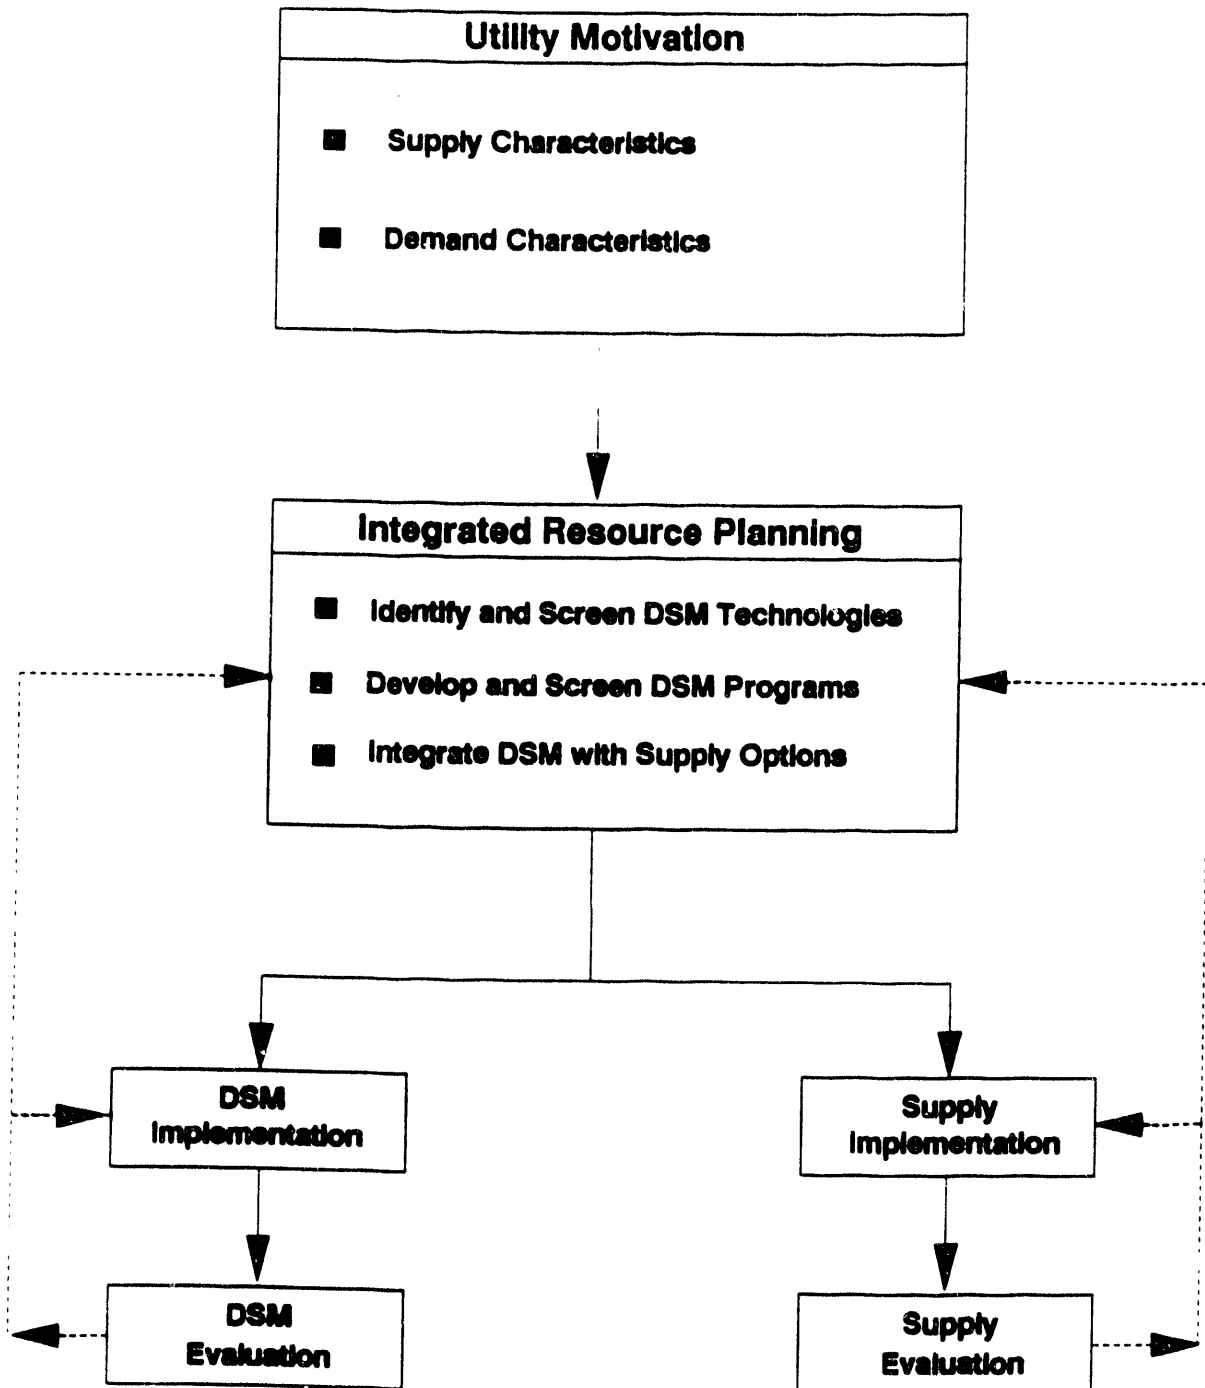 Utility Motivation
Supply Characteristics
Demand Characteristics
Integrated Resource Planning
Identify and Screen DSM Technologies
Develop and Screen DSM Programs
Integrate DSM with Supply Options
DSM
Implementation
Supply
Implementation
DSM
Evaluation
Supply
Evaluation